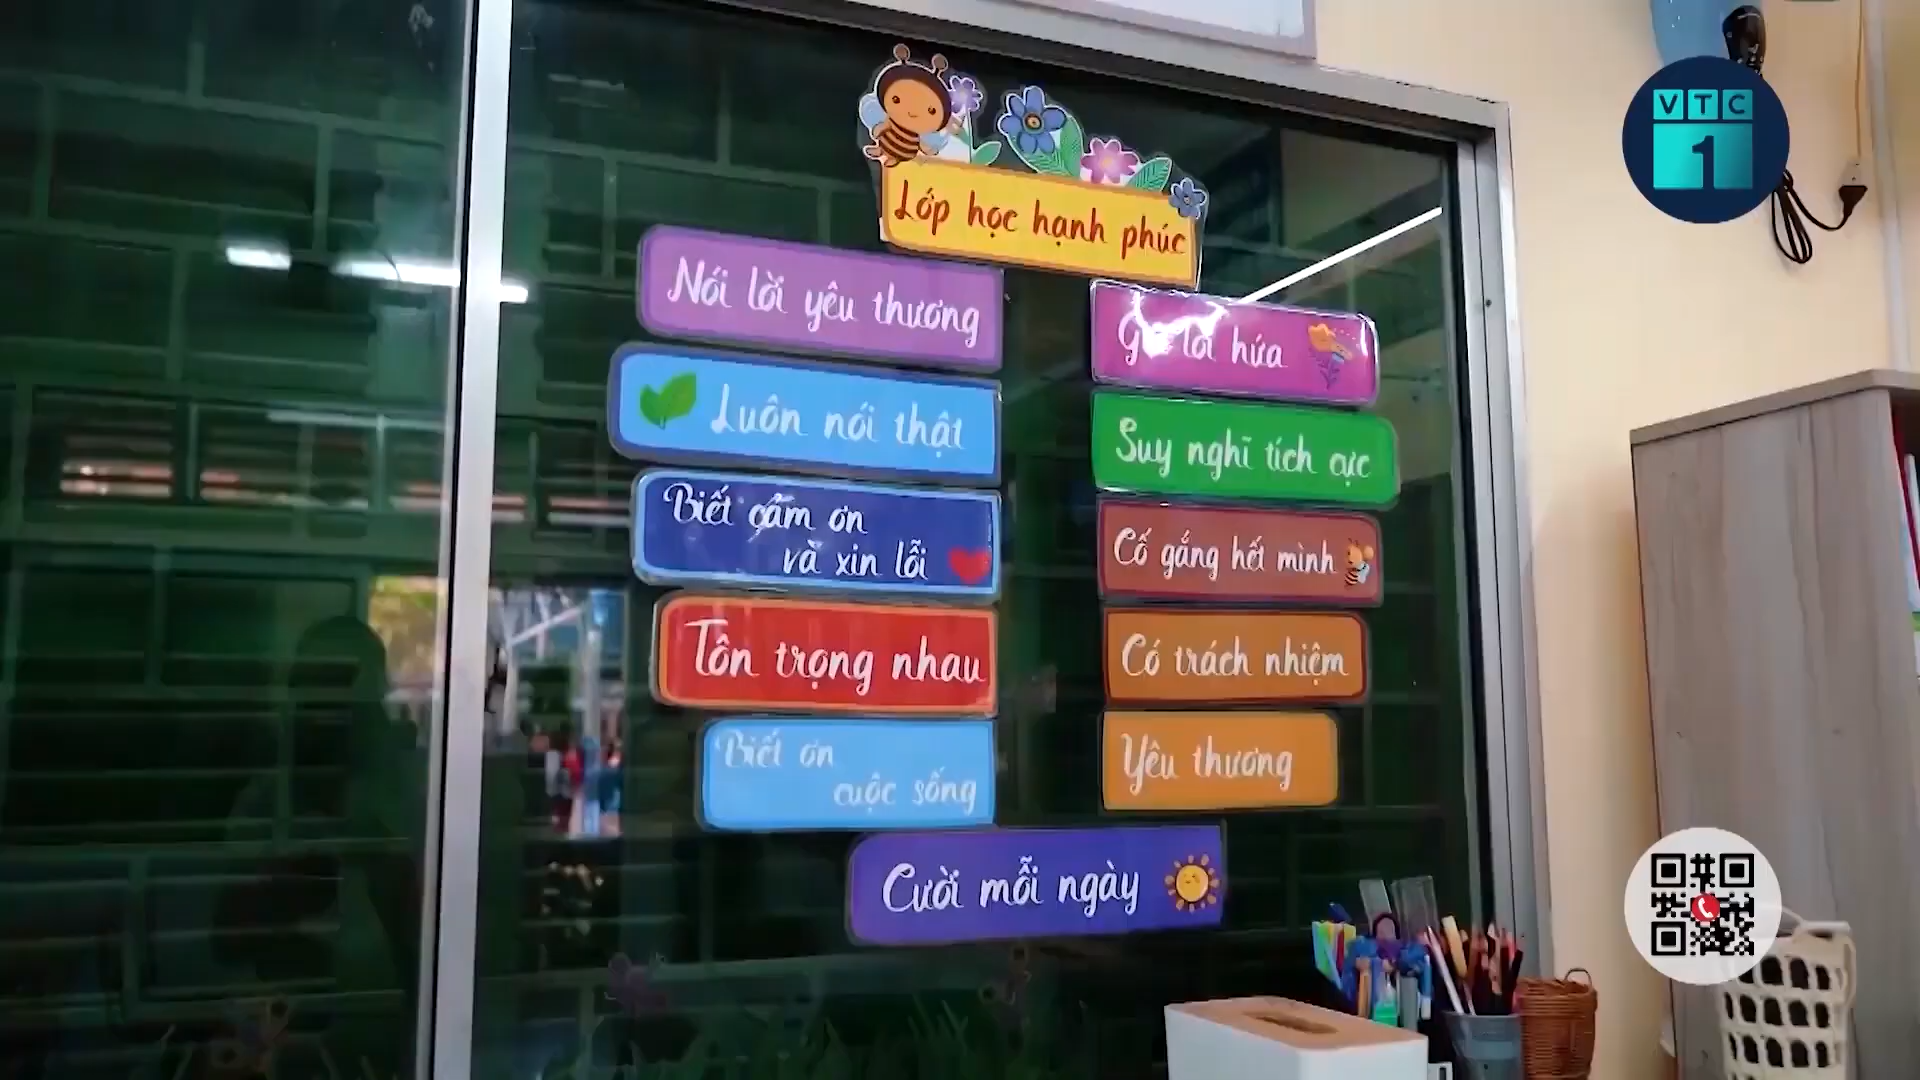 VTC
1
Lớp học hạnh phúc
Nói lời yêu thương
Luôn nói thật
Biết cảm ơn
và xin lỗi
Tôn trọng nhau
Biết ơn
cuộc sống
lời hứa
Suy nghĩ tích cực
Cố gắng hết mình
Có trách nhiệm
Yêu thương
Cười mỗi ngày